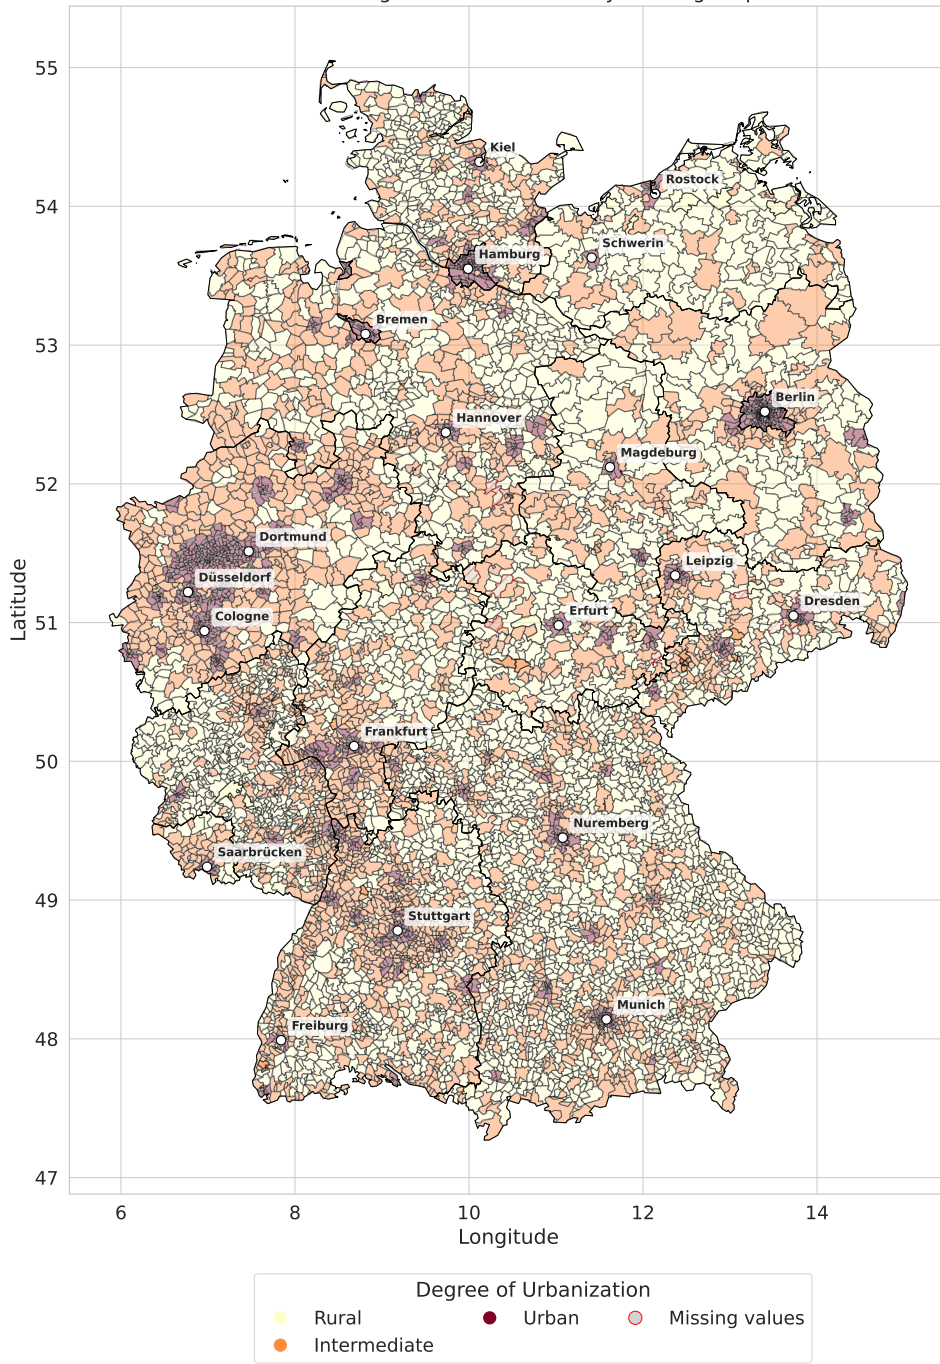 55
Kiel
Rostock
54
Schwerin
Hamburg
Bremen
53
Berlin
Hannover
Magdeburg
52
Dortmund
Leipzig
Düsseldorf
Dresden
Cologne
Erfurt
51
Latitude
Frankfurt
50
Nuremberg
Saarbrücken
49
Stuttgart
Munich
Freiburg
48
47
6 8 10 12 14
Longitude
Degree of Urbanization
Rural Urban Missing values
Intermediate